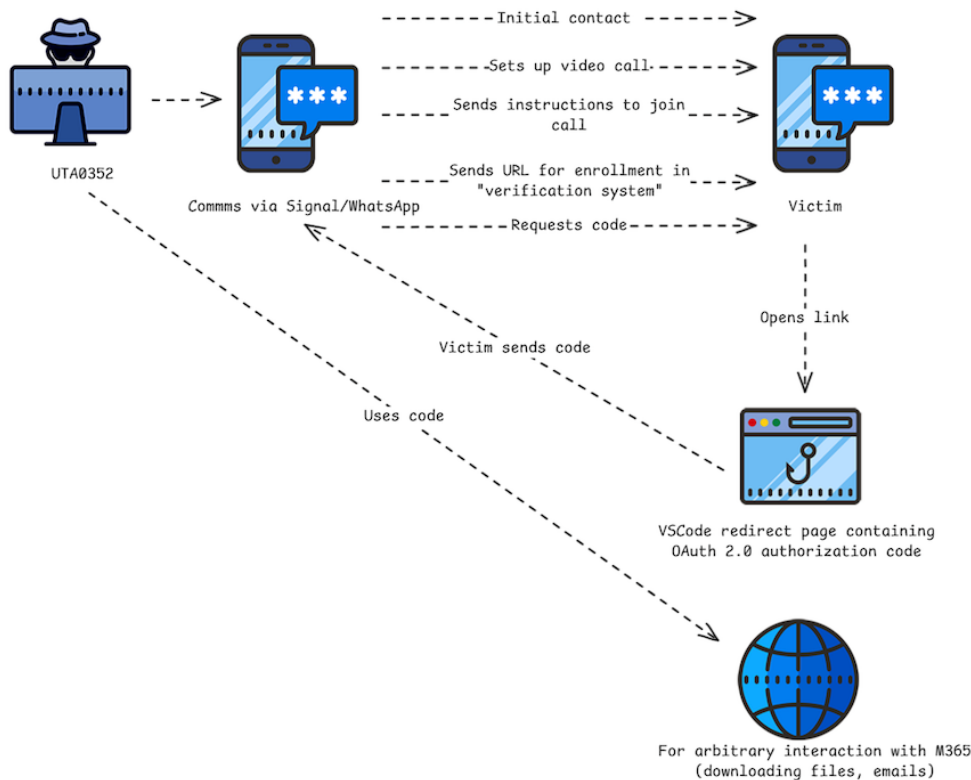 Initial contact
Sets up video call
Sends instructions to join
call
UTA0352
Sends URL for enrollment in
"verification system"
Commms via Signal/WhatsApp
Requests code
Victim
Opens link
Victim sends code
Uses code
VSCode redirect page containing
OAuth 2.0 authorization code
For arbitrary interaction with M365
(downloading files, emails)